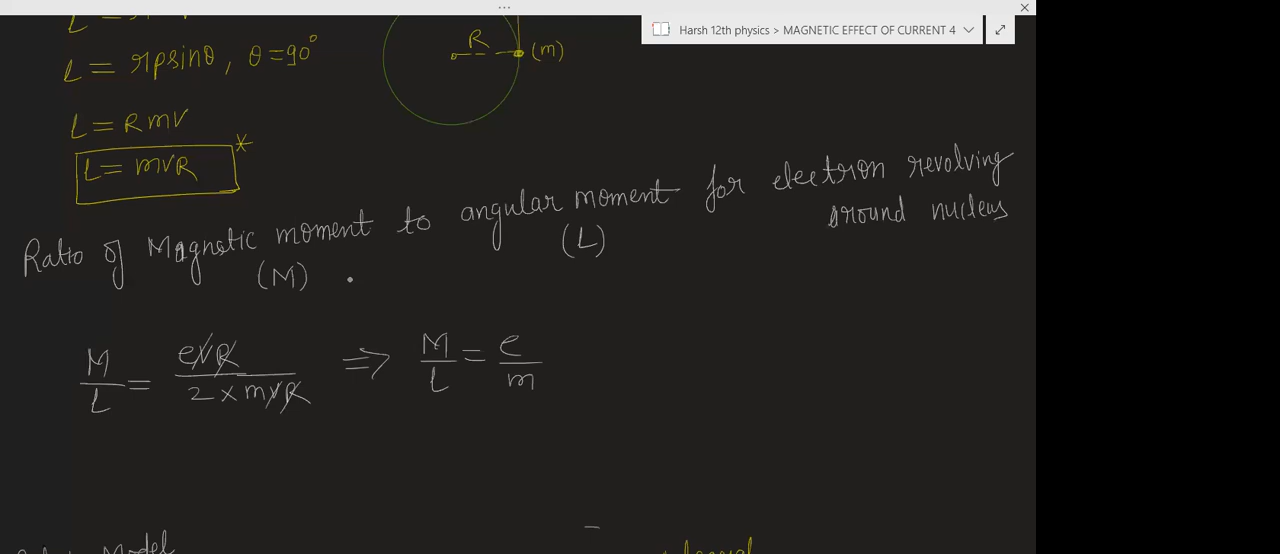 Harsh 12th physics > MAGNETIC EFFECT OF CURRENT 4
R
(m)
L = rpsinθ, θ = 90°
L = RmV
L = mVR *
Ratio of Magnetic moment to angular moment for electron revolving around nucleus
(M) (L)
M/L = eVR / 2 × mVR ⇒ M/L = e/m
Model